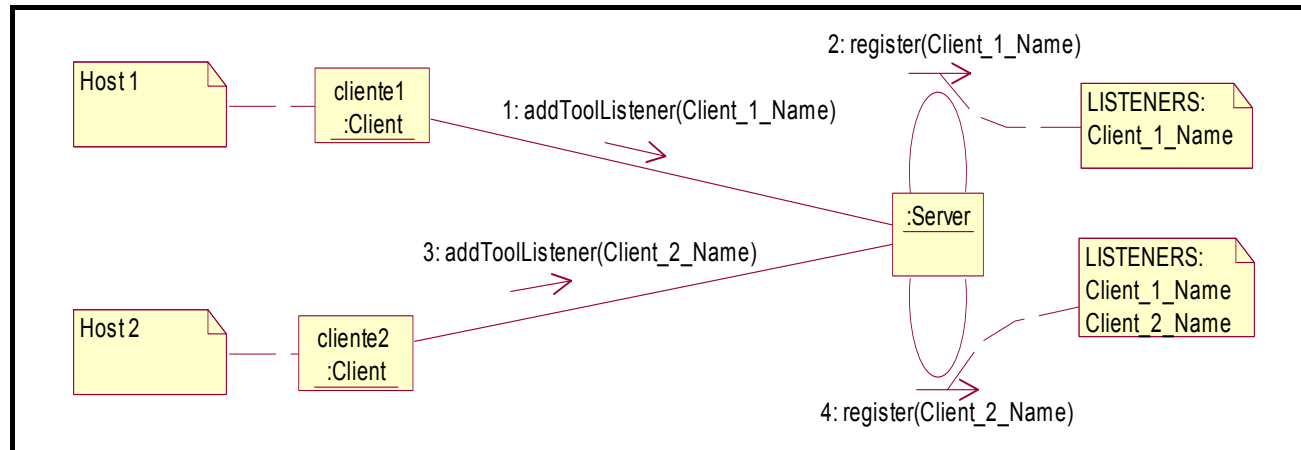 2: register(Client_1_Name)
Host 1
cliente1
:Client
1: addToolListener(Client_1_Name)
LISTENERS:
Client_1_Name
:Server
3: addToolListener(Client_2_Name)
LISTENERS:
Client_1_Name
Client_2_Name
Host 2
cliente2
:Client
4: register(Client_2_Name)